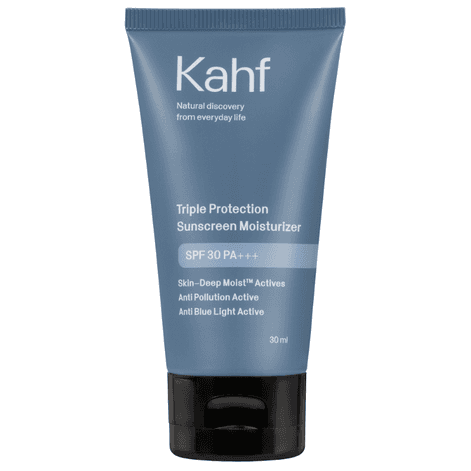 Kahf
Natural discovery
from everyday life
Triple Protection
Sunscreen Moisturizer
SPF 30 PA+++
Skin-Deep Moist™ Actives
Anti Pollution Active
Anti Blue Light Active
30 ml